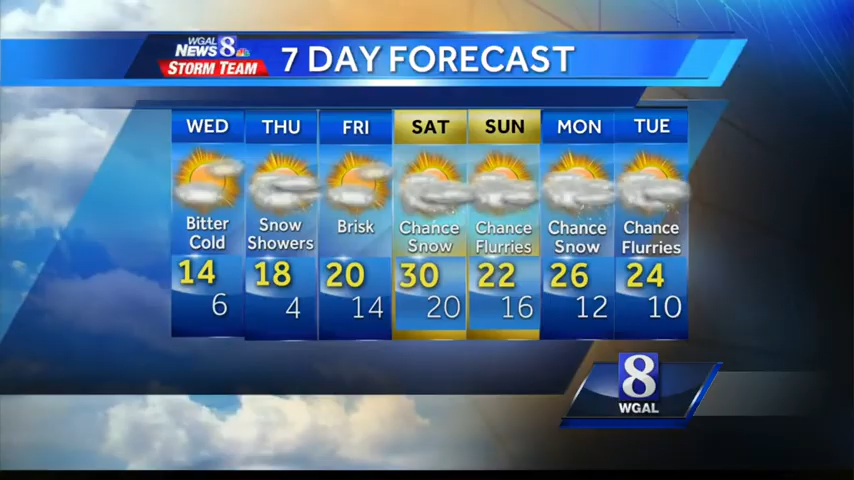 WGAL
NEWS 8
STORM TEAM
7 DAY FORECAST
WED THU FRI SAT SUN MON TUE
Bitter Cold
Snow Showers
Brisk
Chance Snow
Chance Flurries
Chance Snow
Chance Flurries
14 18 20 30 22 26 24
6 4 14 20 16 12 10
8
WGAL